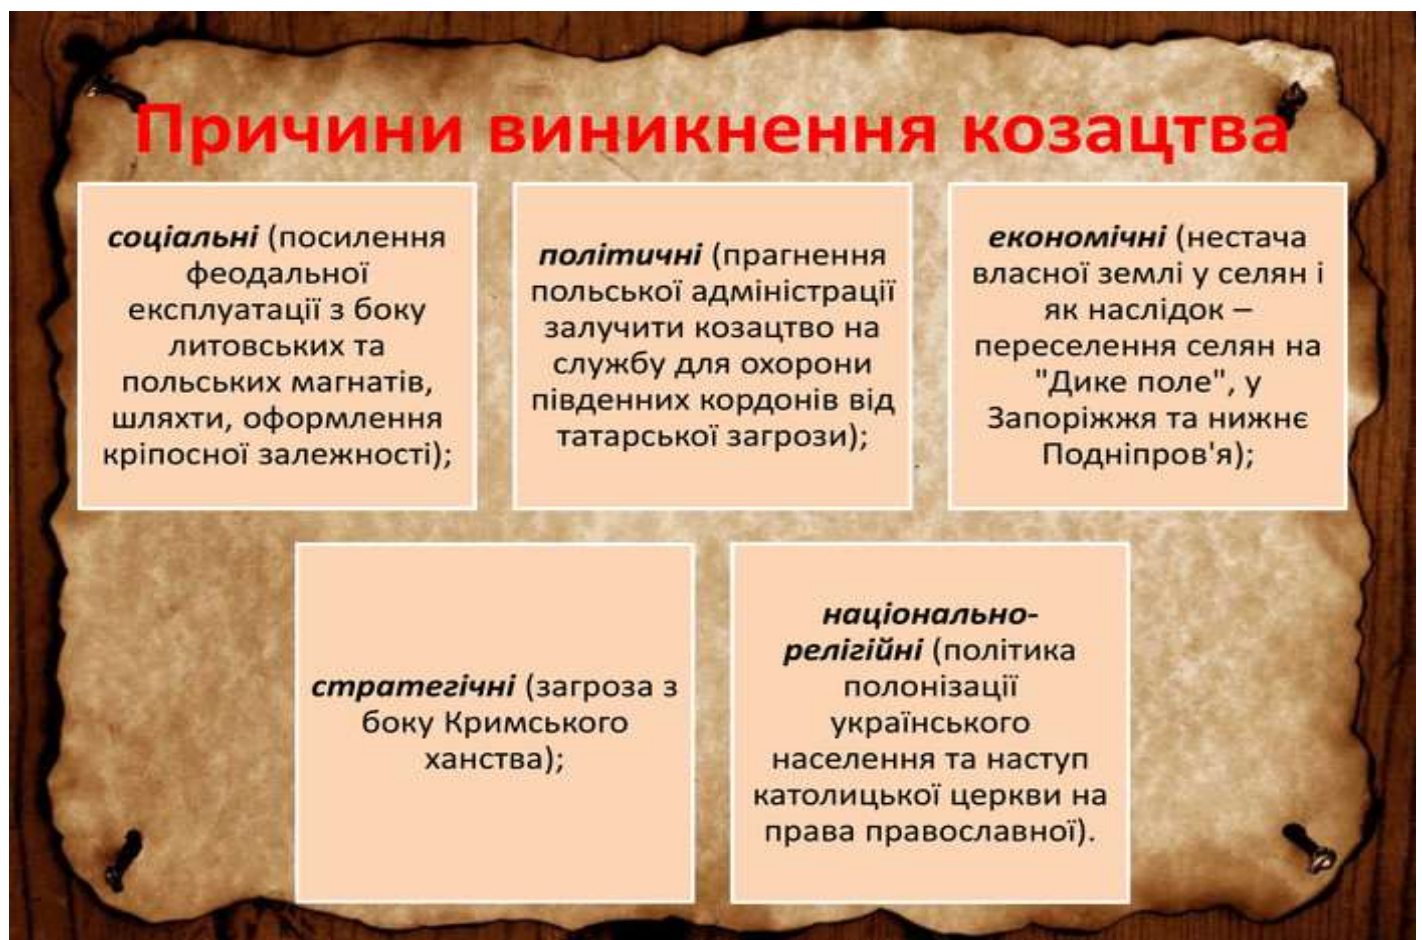 Причини виникнення козацтва
соціальні (посилення
феодальної
експлуатації з боку
литовських та
польських магнатів,
шляхти, оформлення
кріпосної залежності);
політичні (прагнення
польської адміністрації
залучити козацтво на
службу для охорони
південних кордонів від
татарської загрози);
економічні (нестача
власної землі у селян і
як наслідок –
переселення селян на
"Дике поле", у
Запоріжжя та нижнє
Подніпров'я);
стратегічні (загроза з
боку Кримського
ханства);
національно-
релігійні (політика
полонізації
українського
населення та наступ
католицької церкви на
права православної).